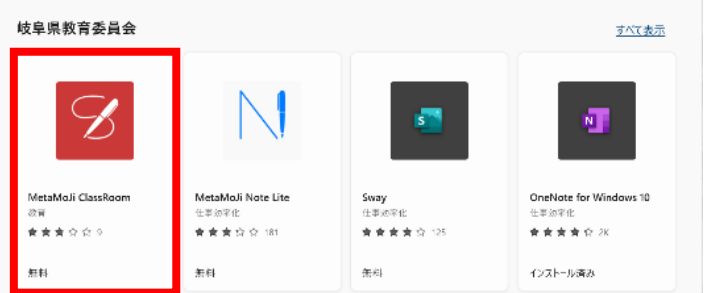 岐阜県教育委員会
すべて表示
MetaMoJi ClassRoom
教育
9
無料
MetaMoJi Note Lite
仕事効率化
181
無料
S
Sway
仕事効率化
125
無料
N
OneNote for Windows 10
仕事効率化
2K
インストール済み